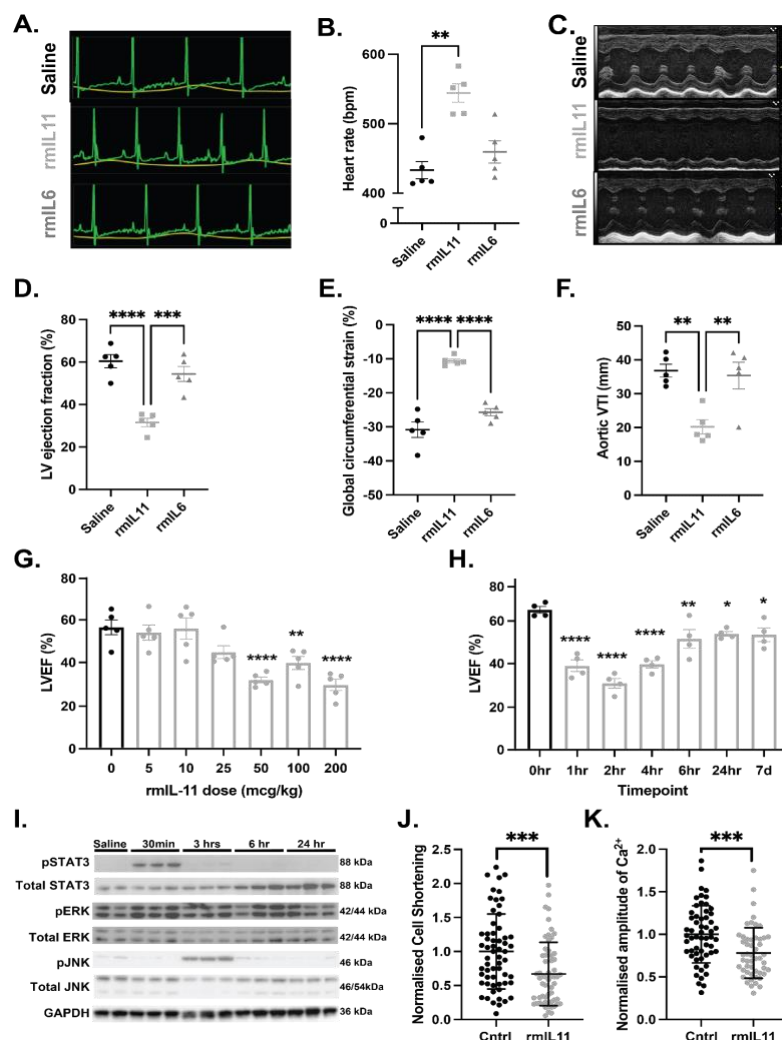 A.
Saline
rmIL11
rmIL6
B.
**
600
500
400
0
Heart rate (bpm)
Saline
rmIL11
rmIL6
C.
Saline
rmIL11
rmIL6
D.
**** ***
80
60
40
20
0
LV ejection fraction (%)
Saline
rmIL11
rmIL6
E.
**** ****
0
-10
-20
-30
-40
-50
Global circumferential strain (%)
Saline
rmIL11
rmIL6
F.
** **
50
40
30
20
10
0
Aortic VTI (mm)
Saline
rmIL11
rmIL6
G.
80
60
40
20
0
LVEF (%)
**** ** ****
0 5 10 25 50 100 200
rmIL-11 dose (mcg/kg)
H.
80
60
40
20
0
LVEF (%)
**** **** **** ** * *
0hr 1hr 2hr 4hr 6hr 24hr 7d
Timepoint
I.
Saline 30min 3 hrs 6 hr 24 hr
pSTAT3 88 kDa
Total STAT3 88 kDa
pERK 42/44 kDa
Total ERK 42/44 kDa
pJNK 46 kDa
Total JNK 46/54kDa
GAPDH 36 kDa
J.
***
2.5
2.0
1.5
1.0
0.5
0.0
Normalised Cell Shortening
Cntrl rmIL11
K.
***
2.0
1.5
1.0
0.5
0.0
Normalised amplitude of Ca²⁺
Cntrl rmIL11